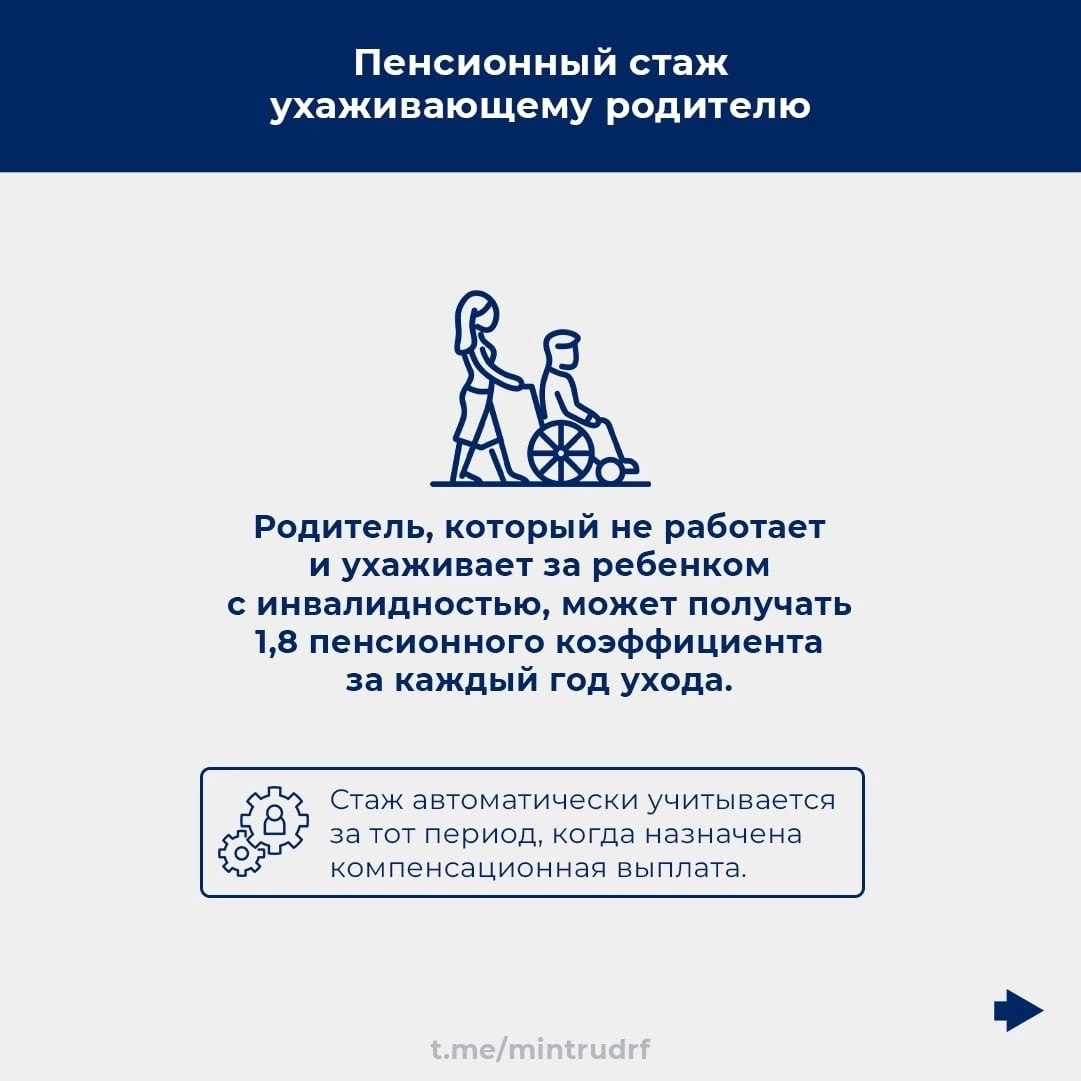 Пенсионный стаж
ухаживающему родителю
Родитель, который не работает
и ухаживает за ребенком
с инвалидностью, может получать
1,8 пенсионного коэффициента
за каждый год ухода.
Стаж автоматически учитывается
за тот период, когда назначена
компенсационная выплата.
t.me/mintrudrf